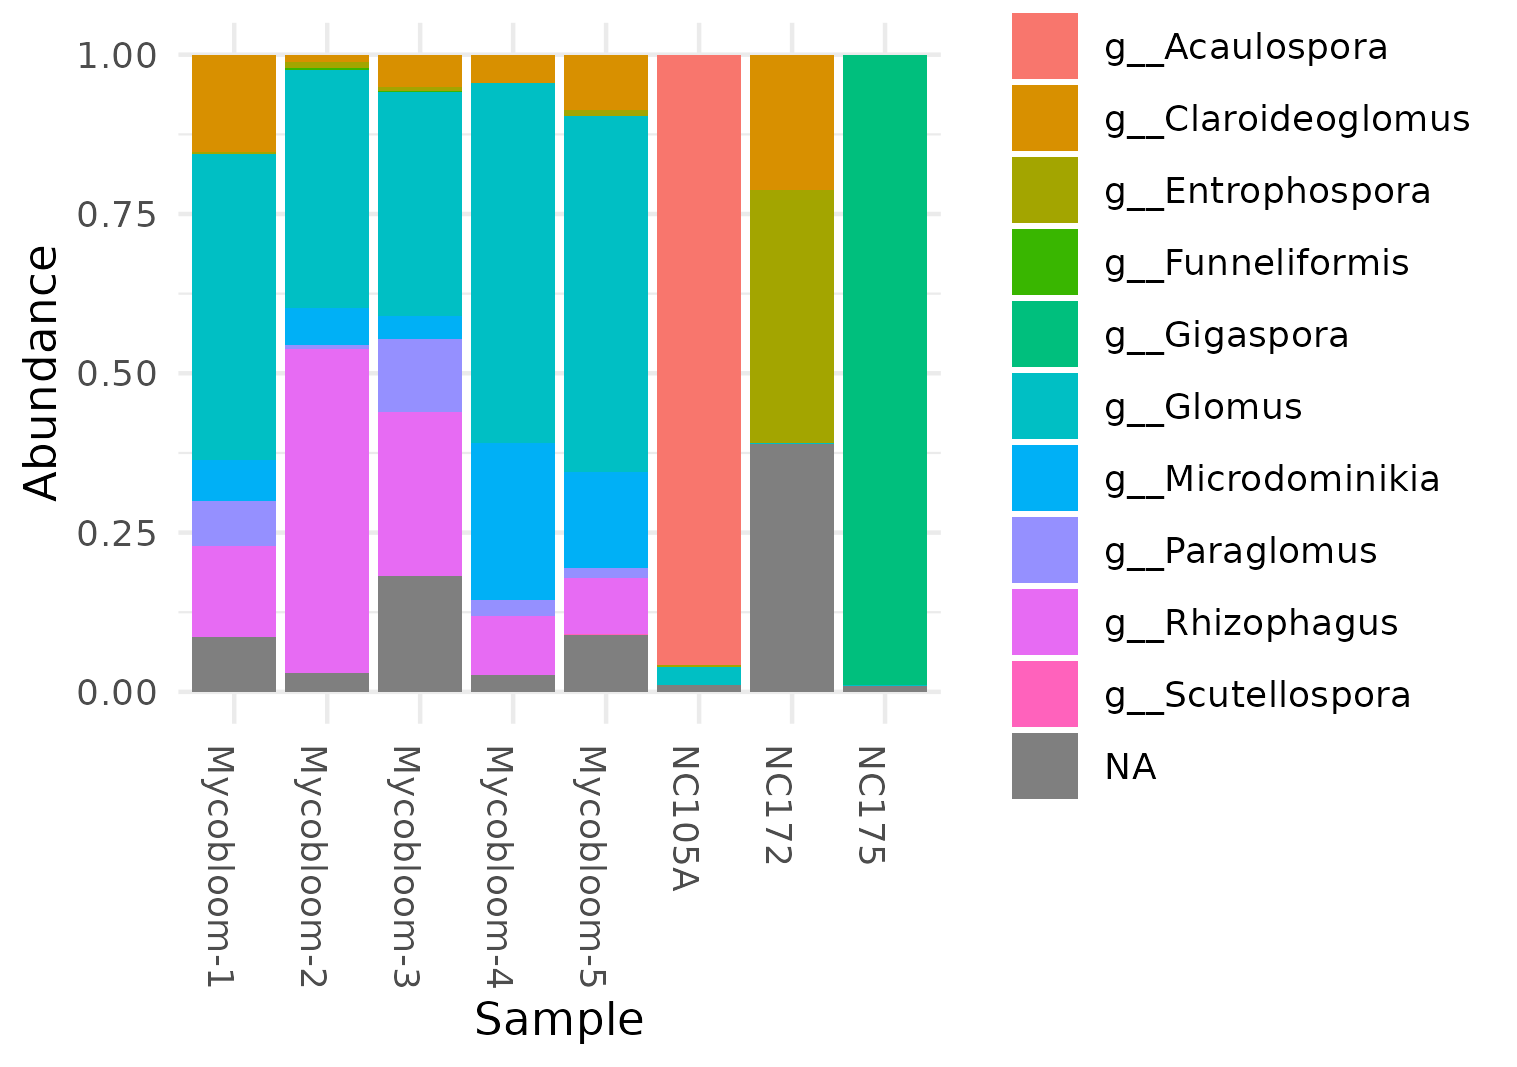 1.00
0.75
0.50
0.25
0.00
Abundance
Mycobloom-1
Mycobloom-2
Mycobloom-3
Mycobloom-4
Mycobloom-5
NC105A
NC172
NC175
Sample
g__Acaulospora
g__Claroideoglomus
g__Entrophospora
g__Funneliformis
g__Gigaspora
g__Glomus
g__Microdominikia
g__Paraglomus
g__Rhizophagus
g__Scutellospora
NA